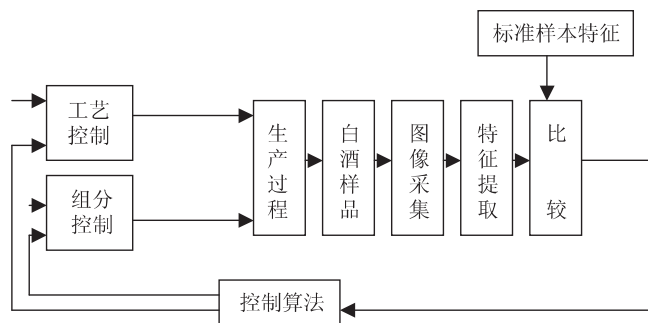 标准样本特征
工艺
控制
组分
控制
生产过程
白酒样品
图像采集
特征提取
比较
控制算法